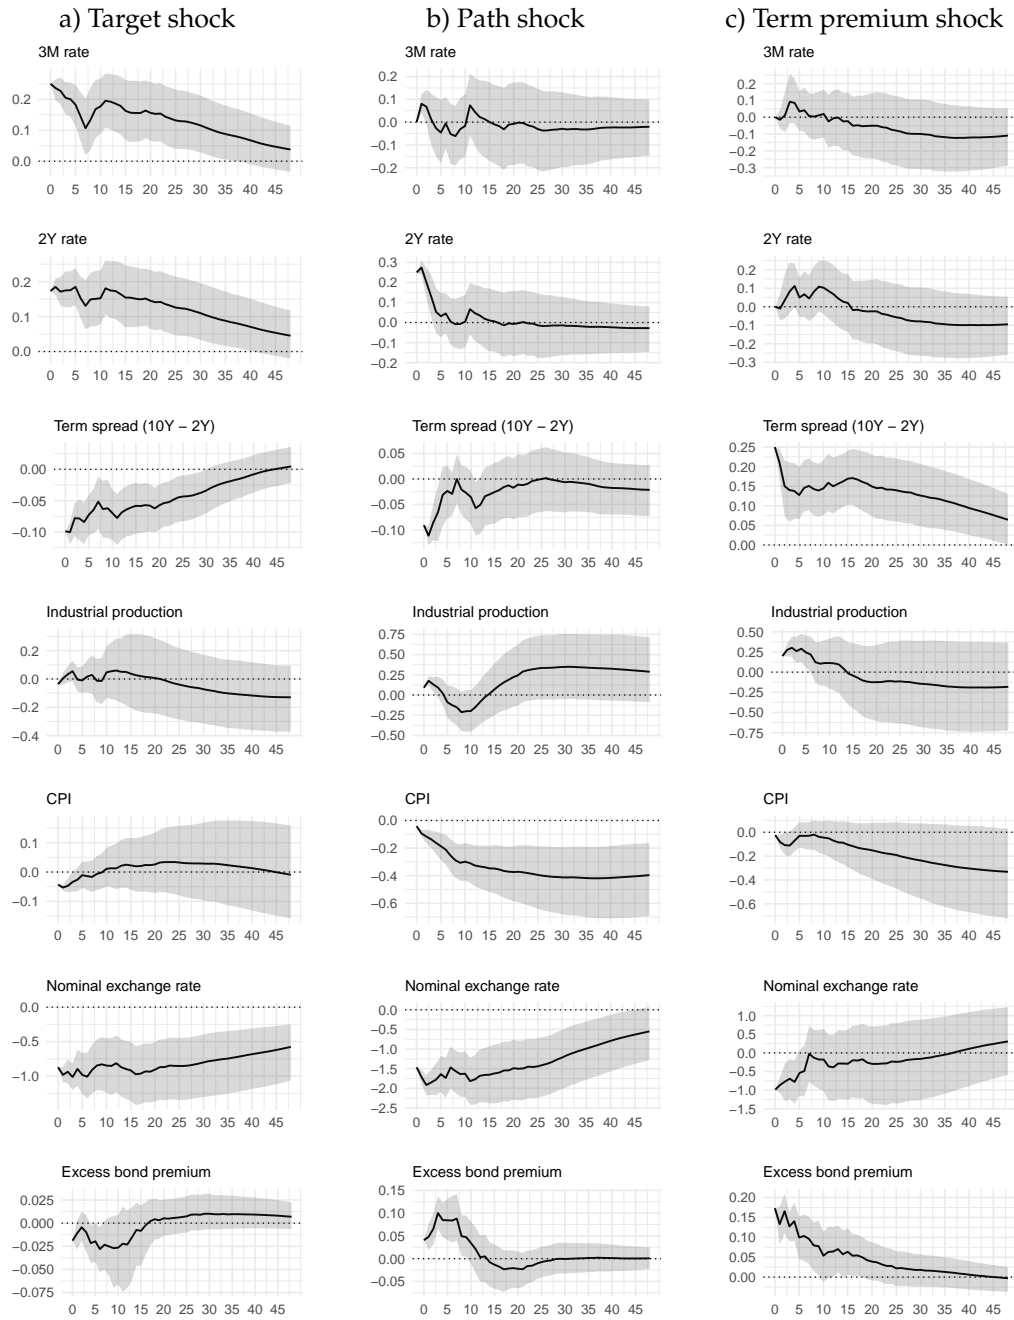 a) Target shock
3M rate
0.2
0.1
0.0
0 5 10 15 20 25 30 35 40 45
b) Path shock
3M rate
0.2
0.1
0.0
−0.1
−0.2
0 5 10 15 20 25 30 35 40 45
c) Term premium shock
3M rate
0.2
0.1
0.0
−0.1
−0.2
−0.3
0 5 10 15 20 25 30 35 40 45
2Y rate
0.2
0.1
0.0
0 5 10 15 20 25 30 35 40 45
2Y rate
0.3
0.2
0.1
0.0
−0.1
−0.2
0 5 10 15 20 25 30 35 40 45
2Y rate
0.2
0.1
0.0
−0.1
−0.2
−0.3
0 5 10 15 20 25 30 35 40 45
Term spread (10Y − 2Y)
0.00
−0.05
−0.10
0 5 10 15 20 25 30 35 40 45
Term spread (10Y − 2Y)
0.05
0.00
−0.05
−0.10
0 5 10 15 20 25 30 35 40 45
Term spread (10Y − 2Y)
0.25
0.20
0.15
0.10
0.05
0.00
0 5 10 15 20 25 30 35 40 45
Industrial production
0.2
0.0
−0.2
−0.4
0 5 10 15 20 25 30 35 40 45
Industrial production
0.75
0.50
0.25
0.00
−0.25
−0.50
0 5 10 15 20 25 30 35 40 45
Industrial production
0.50
0.25
0.00
−0.25
−0.50
−0.75
0 5 10 15 20 25 30 35 40 45
CPI
0.1
0.0
−0.1
0 5 10 15 20 25 30 35 40 45
CPI
0.0
−0.2
−0.4
−0.6
0 5 10 15 20 25 30 35 40 45
CPI
0.0
−0.2
−0.4
−0.6
0 5 10 15 20 25 30 35 40 45
Nominal exchange rate
0.0
−0.5
−1.0
0 5 10 15 20 25 30 35 40 45
Nominal exchange rate
0.0
−0.5
−1.0
−1.5
−2.0
−2.5
0 5 10 15 20 25 30 35 40 45
Nominal exchange rate
1.0
0.5
0.0
−0.5
−1.0
−1.5
0 5 10 15 20 25 30 35 40 45
Excess bond premium
0.025
0.000
−0.025
−0.050
−0.075
0 5 10 15 20 25 30 35 40 45
Excess bond premium
0.15
0.10
0.05
0.00
−0.05
0 5 10 15 20 25 30 35 40 45
Excess bond premium
0.20
0.15
0.10
0.05
0.00
0 5 10 15 20 25 30 35 40 45